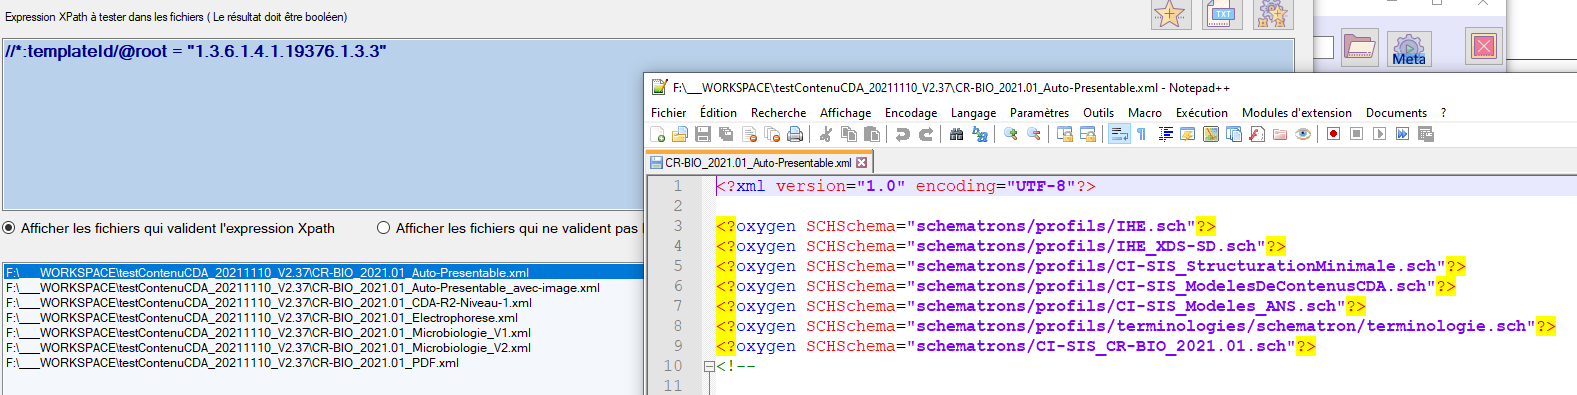 Expression XPath à tester dans les fichiers ( Le résultat doit être booléen)
TXT
Meta
//*:templateId/@root = "1.3.6.1.4.1.19376.1.3.3"
Afficher les fichiers qui valident l'expression Xpath
Afficher les fichiers qui ne valident pas l
F:\___WORKSPACE\testContenuCDA_20211110_V2.37\CR-BIO_2021.01_Auto-Presentable.xml
F:\___WORKSPACE\testContenuCDA_20211110_V2.37\CR-BIO_2021.01_Auto-Presentable_avec-image.xml
F:\___WORKSPACE\testContenuCDA_20211110_V2.37\CR-BIO_2021.01_CDA-R2-Niveau-1.xml
F:\___WORKSPACE\testContenuCDA_20211110_V2.37\CR-BIO_2021.01_Electrophorese.xml
F:\___WORKSPACE\testContenuCDA_20211110_V2.37\CR-BIO_2021.01_Microbiologie_V1.xml
F:\___WORKSPACE\testContenuCDA_20211110_V2.37\CR-BIO_2021.01_Microbiologie_V2.xml
F:\___WORKSPACE\testContenuCDA_20211110_V2.37\CR-BIO_2021.01_PDF.xml
F:\___WORKSPACE\testContenuCDA_20211110_V2.37\CR-BIO_2021.01_Auto-Presentable.xml - Notepad++
Fichier Édition Recherche Affichage Encodage Langage Paramètres Outils Macro Exécution Modules d'extension Documents ?
CR-BIO_2021.01_Auto-Presentable.xml
1 <?xml version="1.0" encoding="UTF-8"?>
2
3 <?oxygen SCHSchema="schematrons/profils/IHE.sch"?>
4 <?oxygen SCHSchema="schematrons/profils/IHE_XDS-SD.sch"?>
5 <?oxygen SCHSchema="schematrons/profils/CI-SIS_StructurationMinimale.sch"?>
6 <?oxygen SCHSchema="schematrons/profils/CI-SIS_ModelesDeContenusCDA.sch"?>
7 <?oxygen SCHSchema="schematrons/profils/CI-SIS_Modeles_ANS.sch"?>
8 <?oxygen SCHSchema="schematrons/profils/terminologies/schematron/terminologie.sch"?>
9 <?oxygen SCHSchema="schematrons/CI-SIS_CR-BIO_2021.01.sch"?>
10 <!--
11